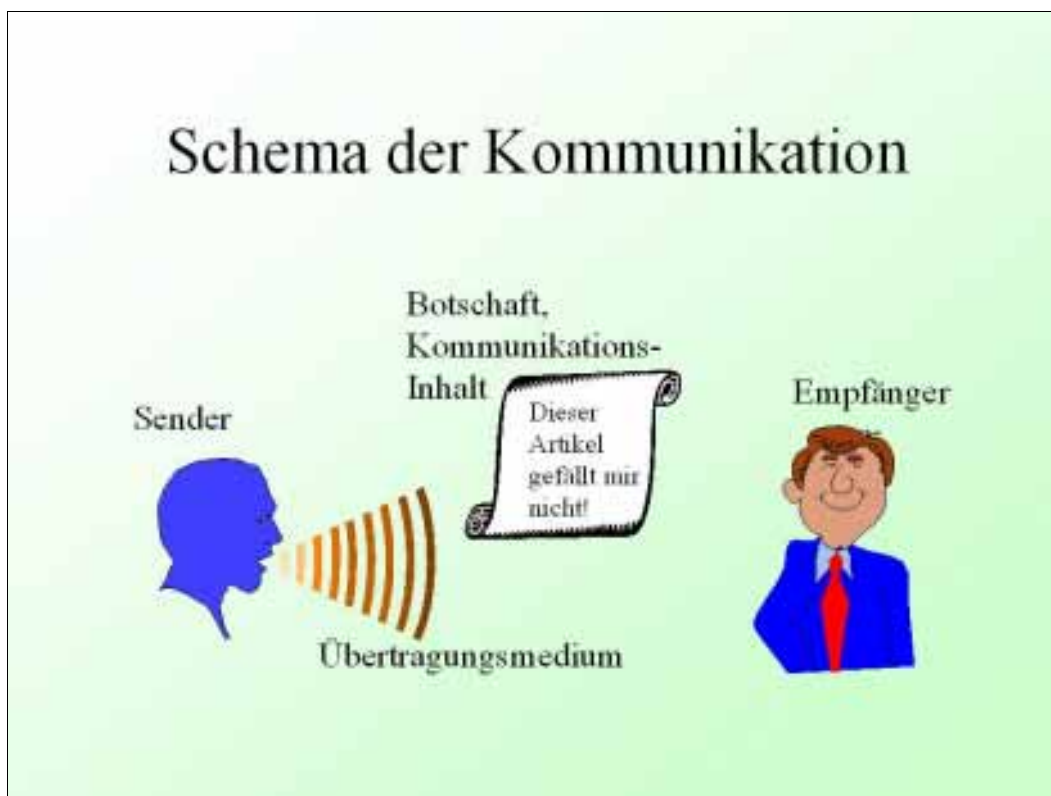 Schema der Kommunikation
Botschaft,
Kommunikations-
Inhalt
Dieser
Artikel
gefällt mir
nicht!
Sender
Empfänger
Übertragungsmedium